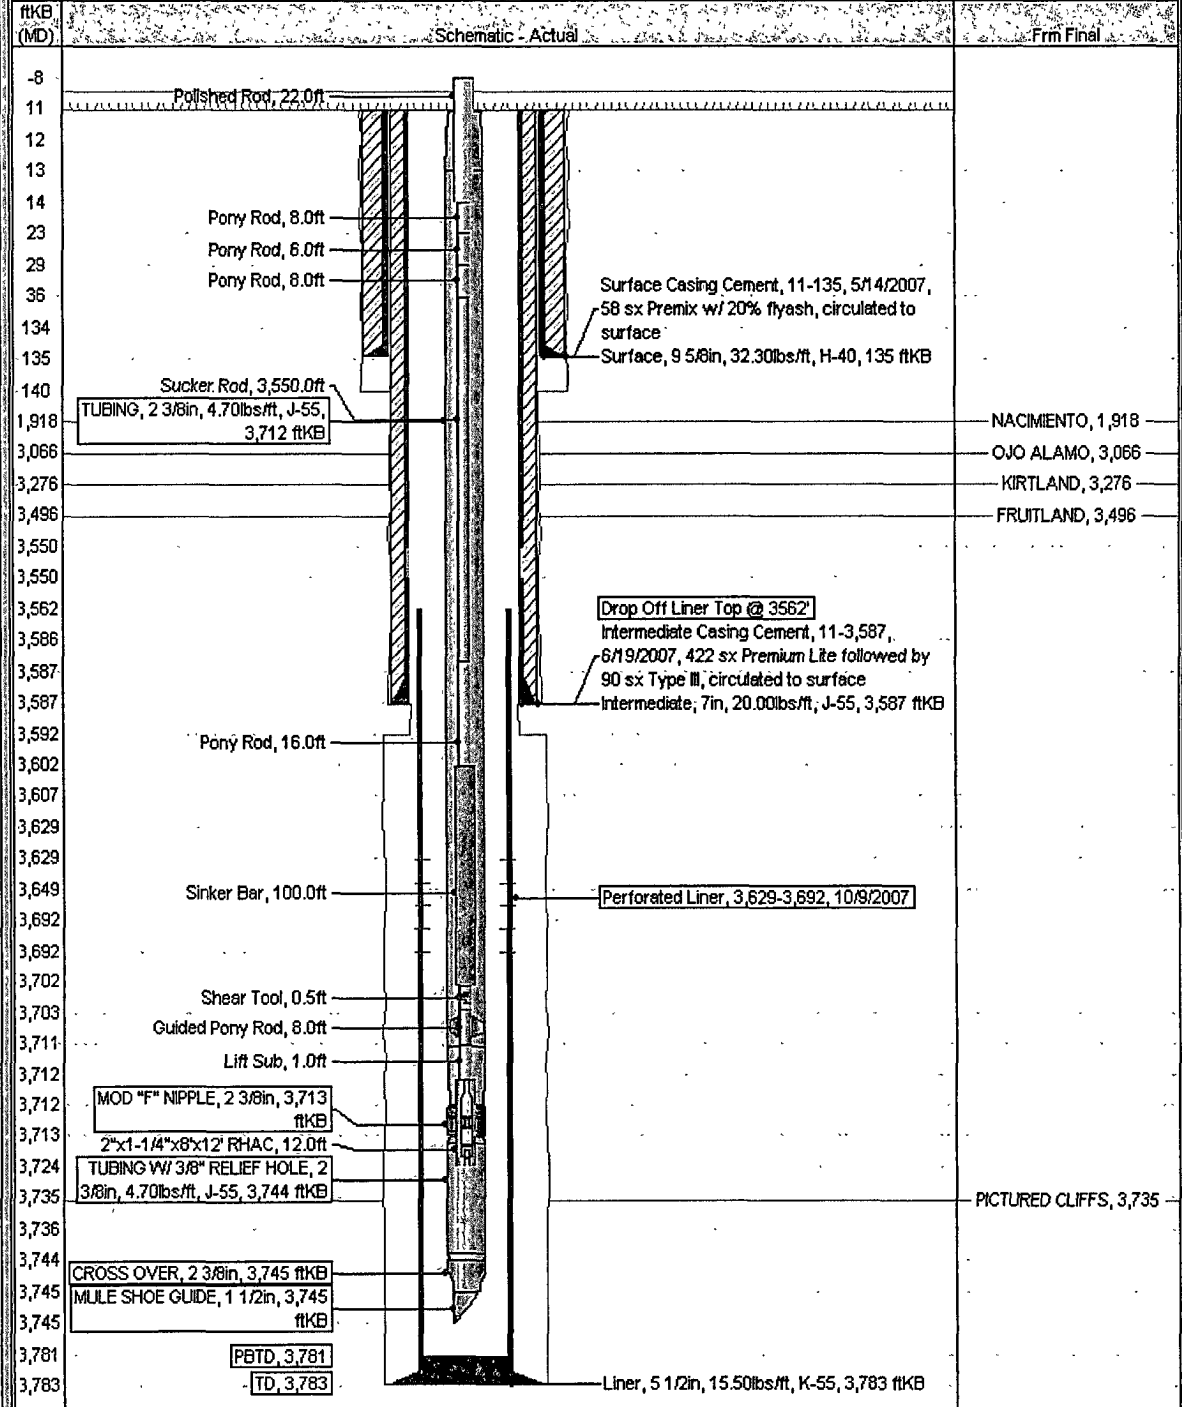 ftKB
(MD)
Schematic - Actual
Frm Final
-8
11
12
13
14
23
29
36
134
135
140
1,918
3,066
3,276
3,496
3,550
3,550
3,562
3,586
3,587
3,587
3,592
3,602
3,607
3,629
3,629
3,649
3,692
3,692
3,702
3,703
3,711
3,712
3,712
3,713
3,724
3,735
3,736
3,744
3,745
3,745
3,781
3,783
Polished Rod, 22.0ft
Pony Rod, 8.0ft
Pony Rod, 6.0ft
Pony Rod, 8.0ft
Sucker Rod, 3,550.0ft
TUBING, 2 3/8in, 4.70lbs/ft, J-55,
3,712 ftKB
Pony Rod, 16.0ft
Sinker Bar, 100.0ft
Shear Tool, 0.5ft
Guided Pony Rod, 8.0ft
Lift Sub, 1.0ft
MOD "F" NIPPLE, 2 3/8in, 3,713
ftKB
2"x1-1/4"x8'x12' RHAC, 12.0ft
TUBING W/ 3/8" RELIEF HOLE, 2
3/8in, 4.70lbs/ft, J-55, 3,744 ftKB
CROSS OVER, 2 3/8in, 3,745 ftKB
MULE SHOE GUIDE, 1 1/2in, 3,745
ftKB
PBTD, 3,781
TD, 3,783
Surface Casing Cement, 11-135, 5/14/2007,
58 sx Premix w/ 20% flyash, circulated to
surface
Surface, 9 5/8in, 32.30lbs/ft, H-40, 135 ftKB
Drop Off Liner Top @ 3562'
Intermediate Casing Cement, 11-3,587,
6/19/2007, 422 sx Premium Lite followed by
90 sx Type III, circulated to surface
Intermediate, 7in, 20.00lbs/ft, J-55, 3,587 ftKB
Perforated Liner, 3,629-3,692, 10/9/2007
Liner, 5 1/2in, 15.50lbs/ft, K-55, 3,783 ftKB
NACIMIENTO, 1,918
OJO ALAMO, 3,066
KIRTLAND, 3,276
FRUITLAND, 3,496
PICTURED CLIFFS, 3,735